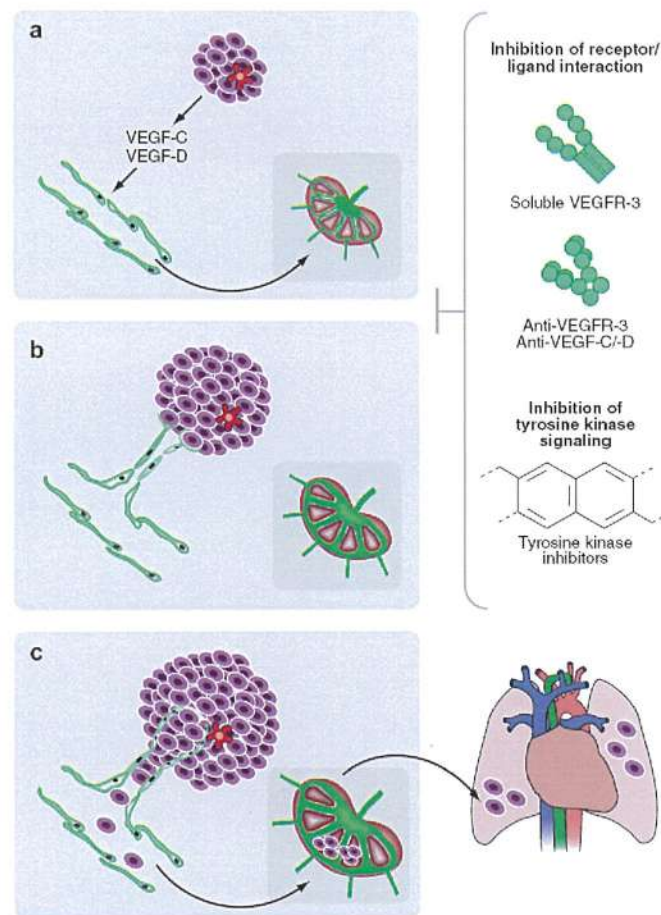 a
VEGF-C
VEGF-D
b
c
Inhibition of receptor/
ligand interaction
Soluble VEGFR-3
Anti-VEGFR-3
Anti-VEGF-C/-D
Inhibition of
tyrosine kinase
signaling
Tyrosine kinase
inhibitors